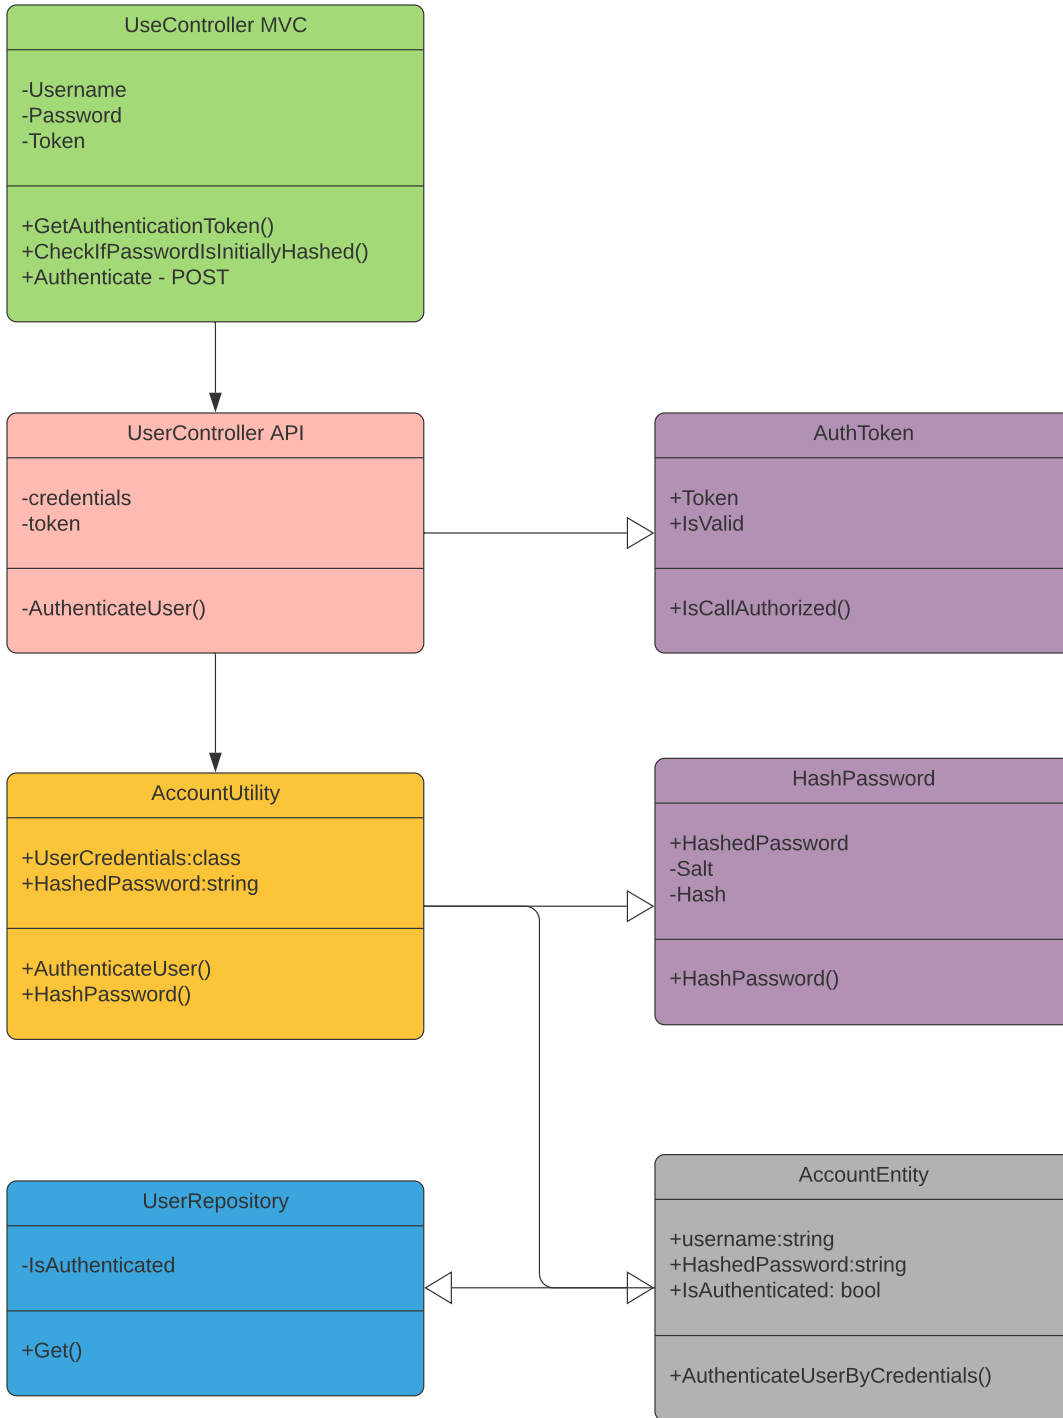 UseController MVC
-Username
-Password
-Token
+GetAuthenticationToken()
+CheckIfPasswordIsInitiallyHashed()
+Authenticate - POST
UserController API
-credentials
-token
-AuthenticateUser()
AuthToken
+Token
+IsValid
+IsCallAuthorized()
AccountUtility
+UserCredentials:class
+HashedPassword:string
+AuthenticateUser()
+HashPassword()
HashPassword
+HashedPassword
-Salt
-Hash
+HashPassword()
UserRepository
-IsAuthenticated
+Get()
AccountEntity
+username:string
+HashedPassword:string
+IsAuthenticated: bool
+AuthenticateUserByCredentials()